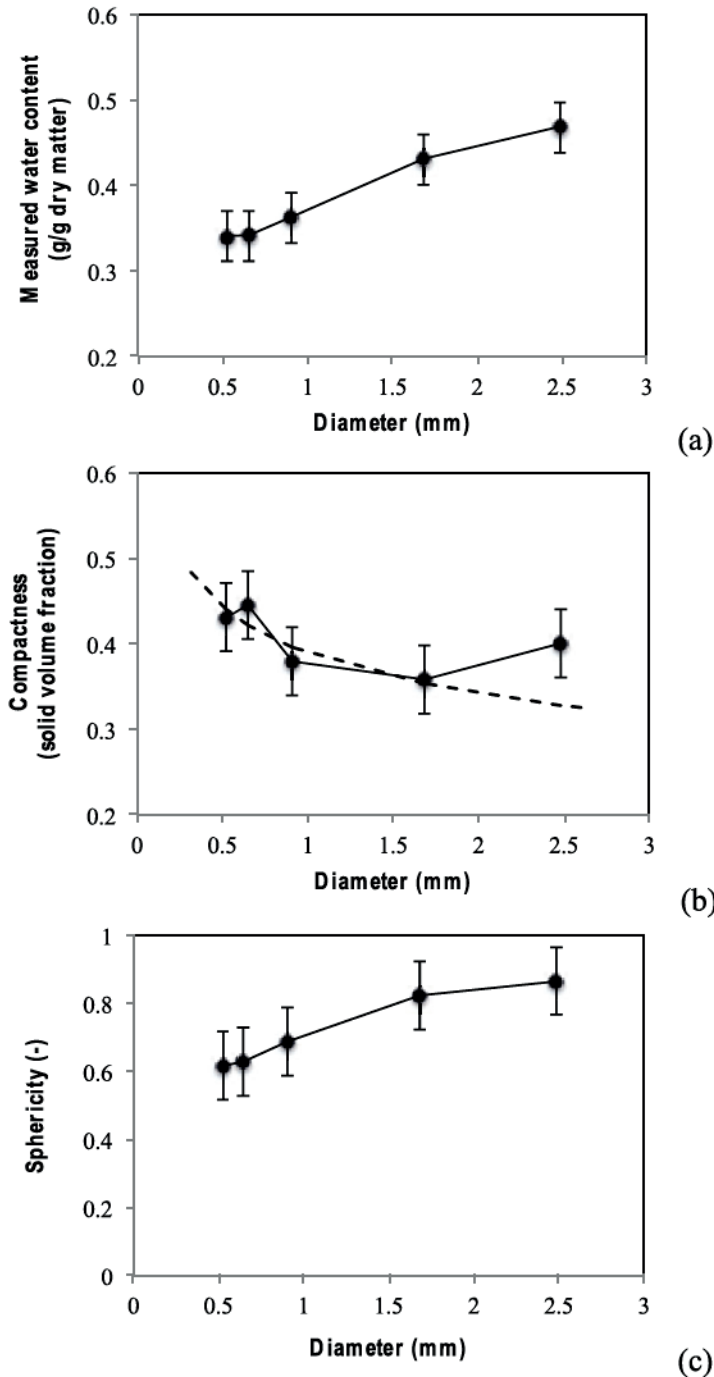 0.6
0.5
0.4
0.3
0.2
Measured water content
(g/g dry matter)
0 0.5 1 1.5 2 2.5 3
Diameter (mm)
(a)
0.6
0.5
0.4
0.3
0.2
Compactness
(solid volume fraction)
0 0.5 1 1.5 2 2.5 3
Diameter (mm)
(b)
1
0.8
0.6
0.4
0.2
0
Sphericity (-)
0 0.5 1 1.5 2 2.5 3
Diameter (mm)
(c)